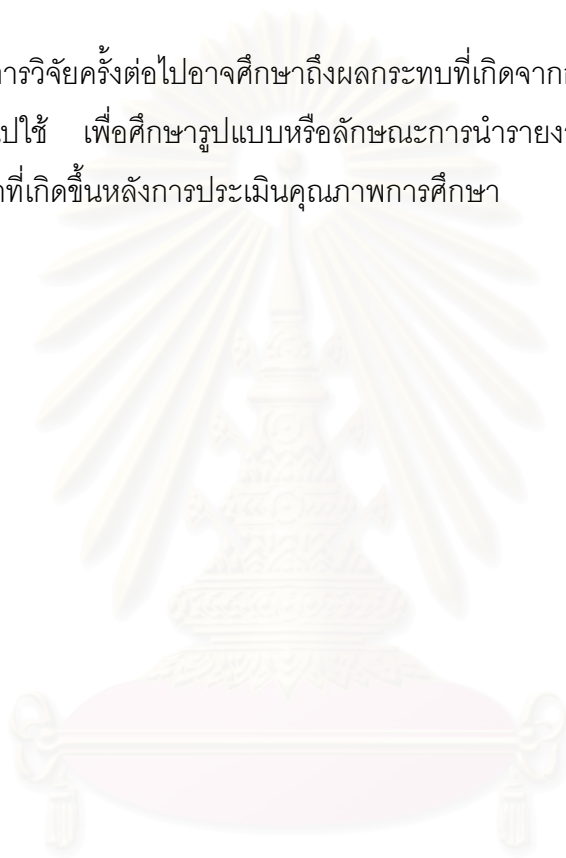 ารวิจัยครั้งต่อไปอาจศึกษาถึงผลกระทบที่เกิดจาก
ปใช้ เพื่อศึกษารูปแบบหรือลักษณะการนำราย
ที่เกิดขึ้นหลังการประเมินคุณภาพการศึกษา